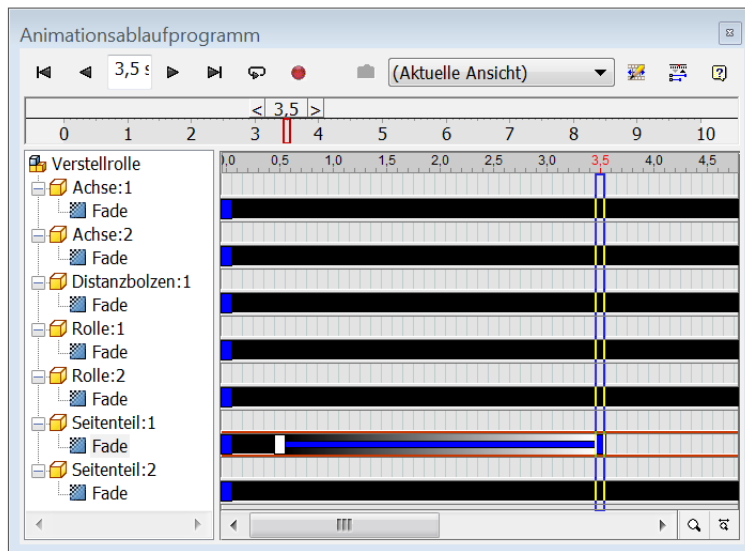 Animationsablaufprogramm
3,5 s (Aktuelle Ansicht)
< 3,5 >
0 1 2 3 4 5 6 7 8 9 10
Verstellrolle 0,0 0,5 1,0 1,5 2,0 2,5 3,0 3,5 4,0 4,5
Achse:1
Fade
Achse:2
Fade
Distanzbolzen:1
Fade
Rolle:1
Fade
Rolle:2
Fade
Seitenteil:1
Fade
Seitenteil:2
Fade